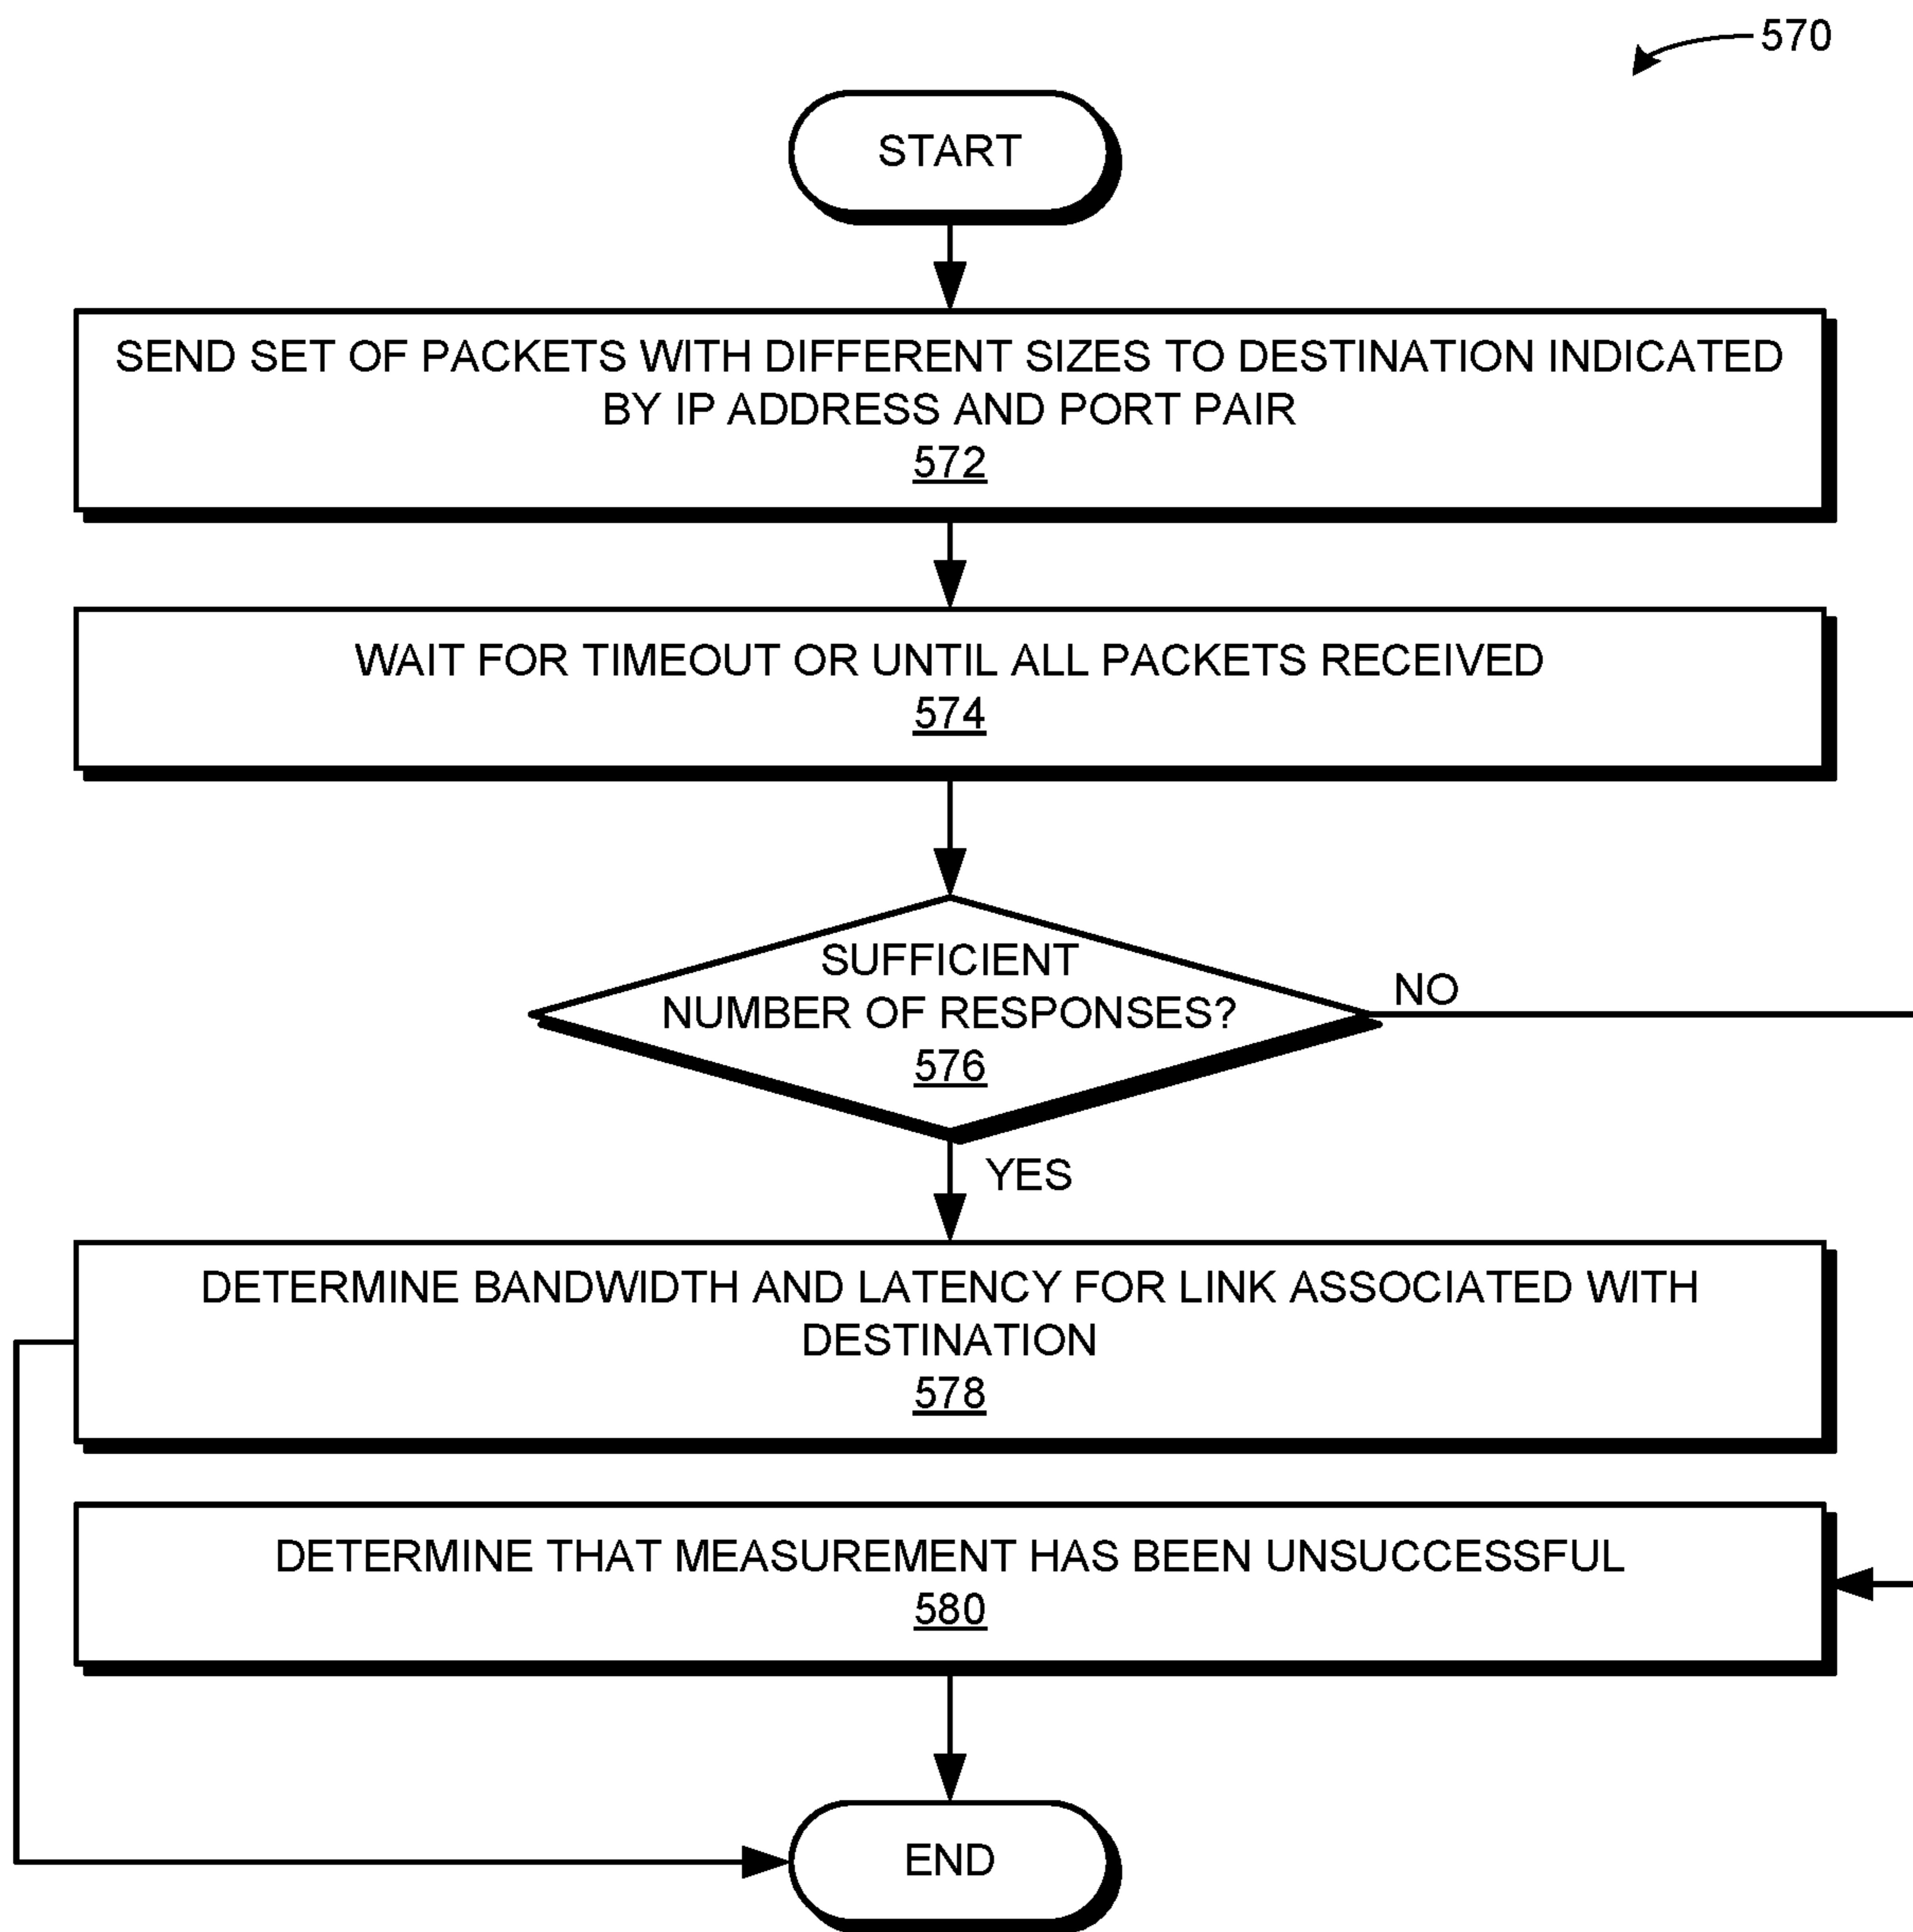 570
START
SEND SET OF PACKETS WITH DIFFERENT SIZES TO DESTINATION INDICATED
BY IP ADDRESS AND PORT PAIR
572
WAIT FOR TIMEOUT OR UNTIL ALL PACKETS RECEIVED
574
SUFFICIENT
NUMBER OF RESPONSES?
576
NO
YES
DETERMINE BANDWIDTH AND LATENCY FOR LINK ASSOCIATED WITH
DESTINATION
578
DETERMINE THAT MEASUREMENT HAS BEEN UNSUCCESSFUL
580
END